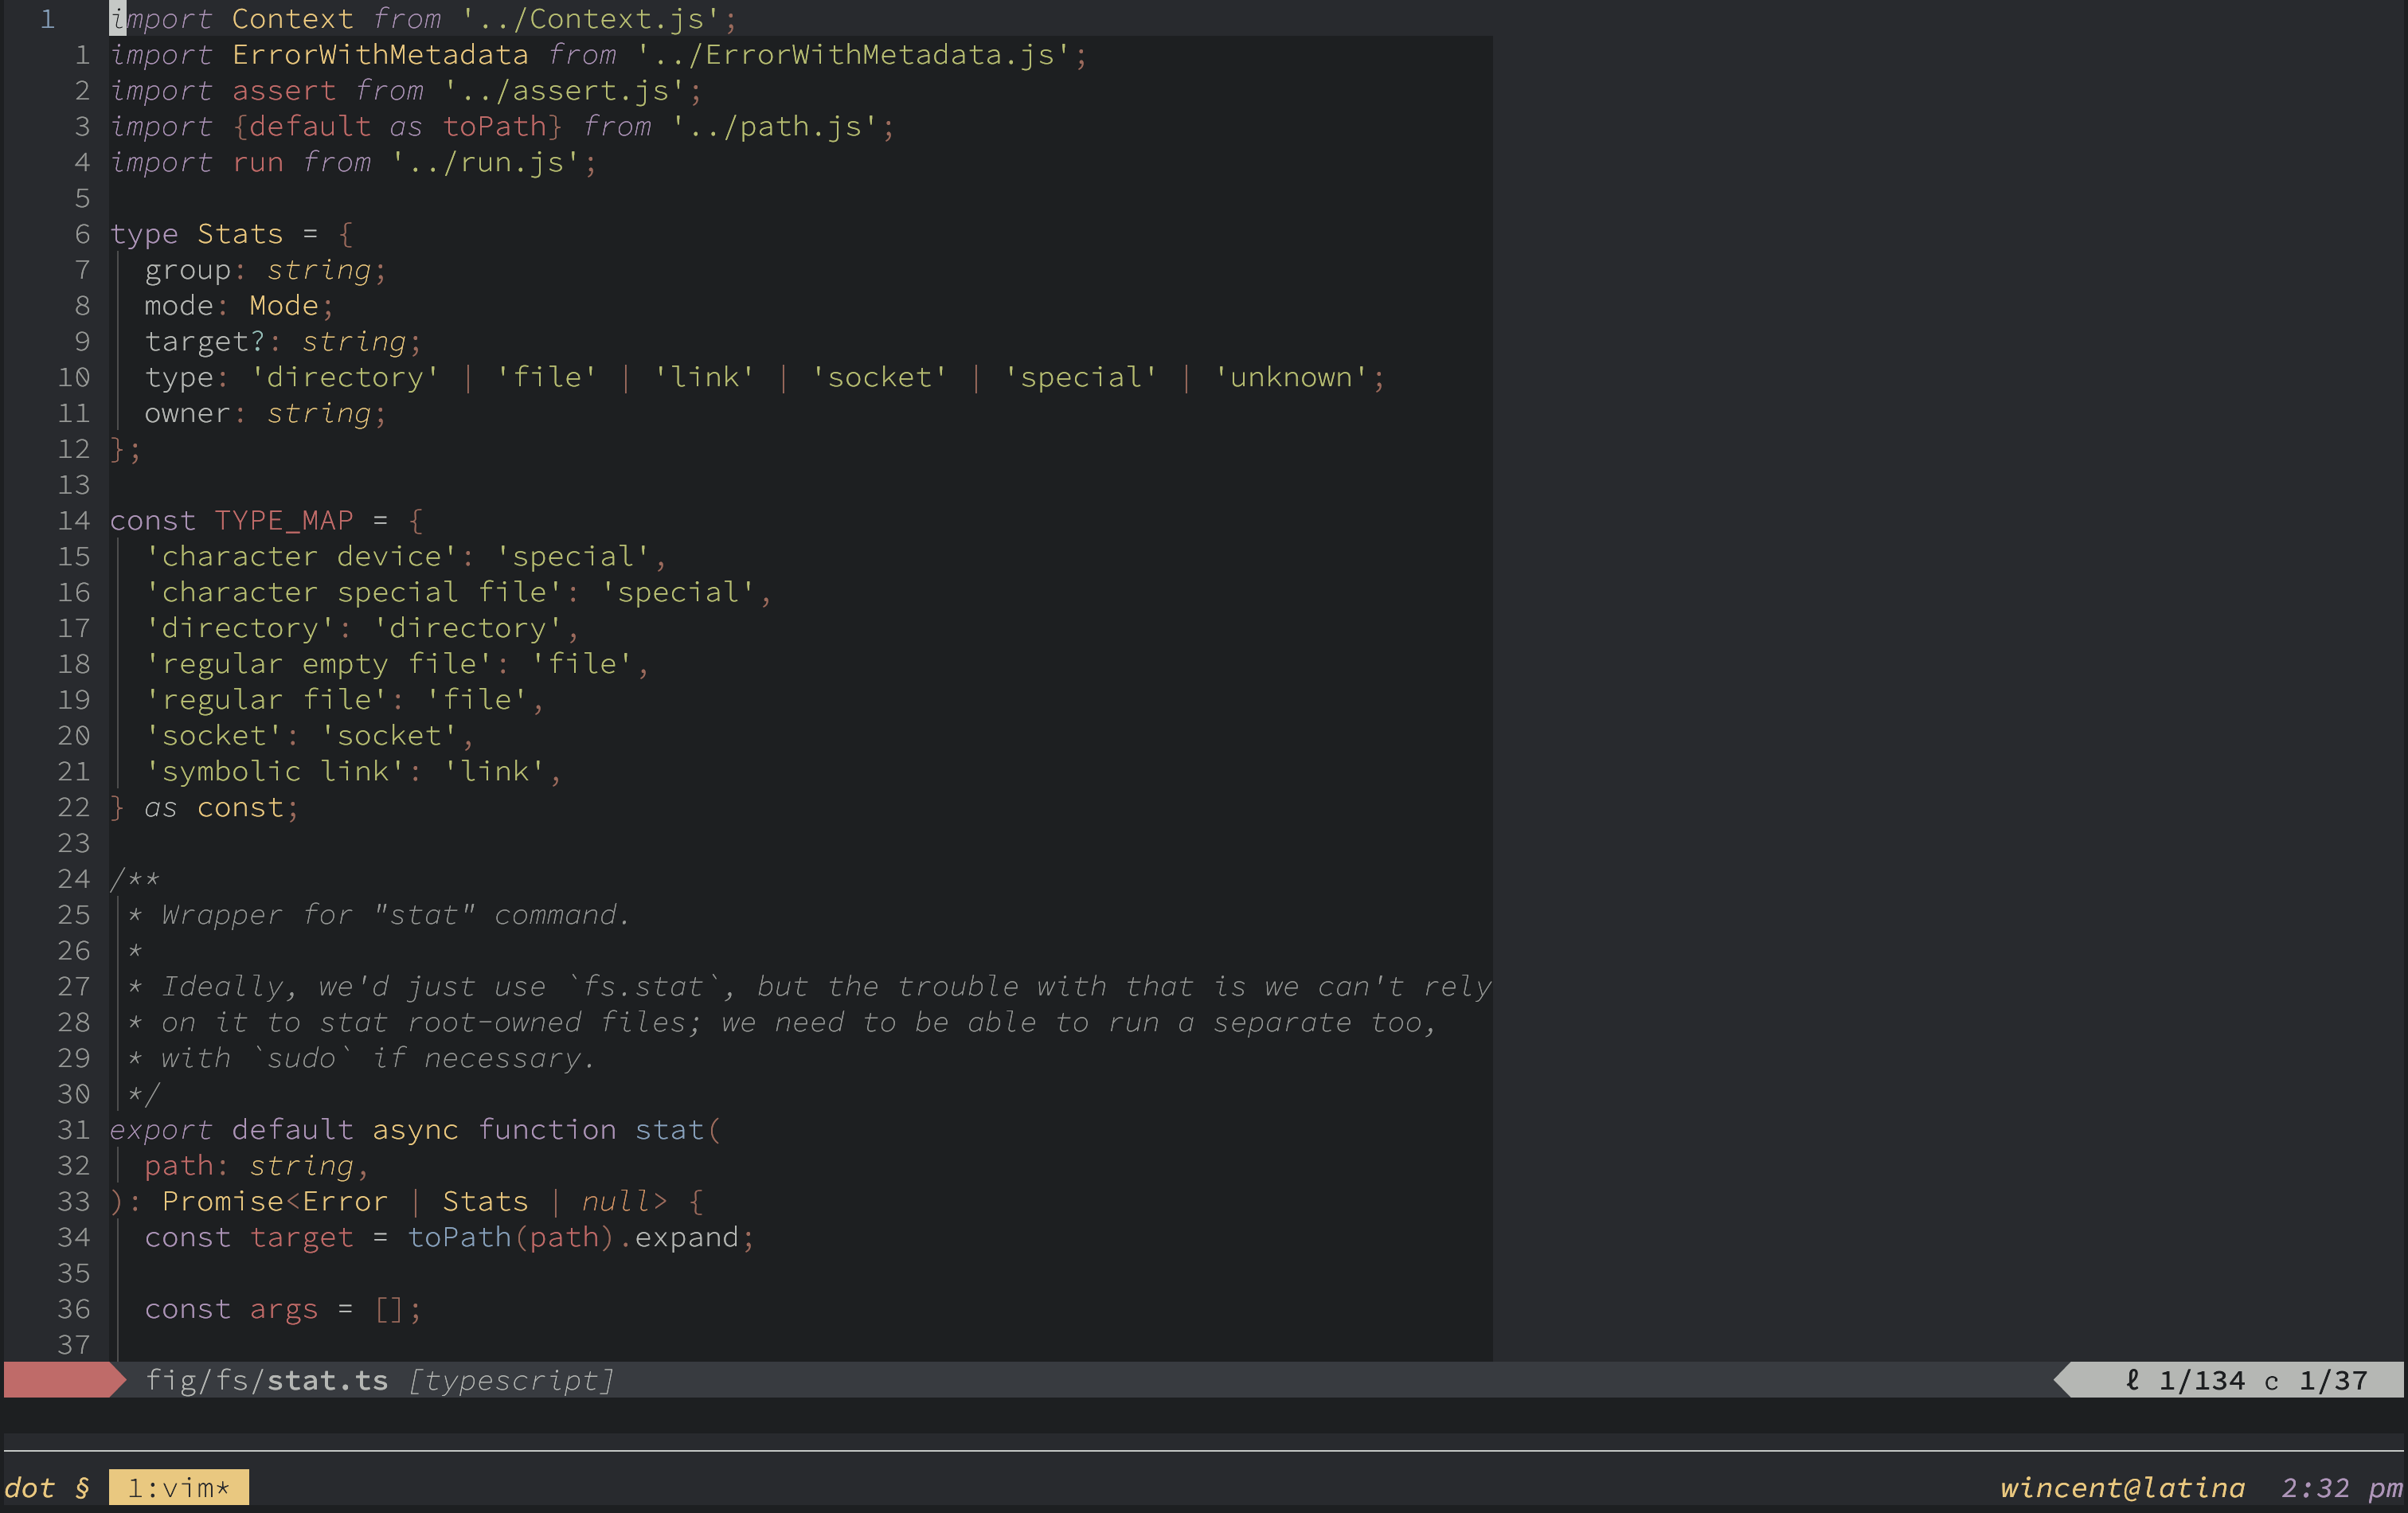 1 import Context from '../Context.js';
1 import ErrorWithMetadata from '../ErrorWithMetadata.js';
2 import assert from '../assert.js';
3 import {default as toPath} from '../path.js';
4 import run from '../run.js';
5
6 type Stats = {
7 group: string;
8 mode: Mode;
9 target?: string;
10 type: 'directory' | 'file' | 'link' | 'socket' | 'special' | 'unknown';
11 owner: string;
12 };
13
14 const TYPE_MAP = {
15 'character device': 'special',
16 'character special file': 'special',
17 'directory': 'directory',
18 'regular empty file': 'file',
19 'regular file': 'file',
20 'socket': 'socket',
21 'symbolic link': 'link',
22 } as const;
23
24 /**
25 * Wrapper for "stat" command.
26 *
27 * Ideally, we'd just use `fs.stat`, but the trouble with that is we can't rely
28 * on it to stat root-owned files; we need to be able to run a separate too,
29 * with `sudo` if necessary.
30 */
31 export default async function stat(
32 path: string,
33 ): Promise<Error | Stats | null> {
34 const target = toPath(path).expand;
35
36 const args = [];
37
fig/fs/stat.ts [typescript] ℓ 1/134 c 1/37
dot § 1:vim* wincent@latina 2:32 pm